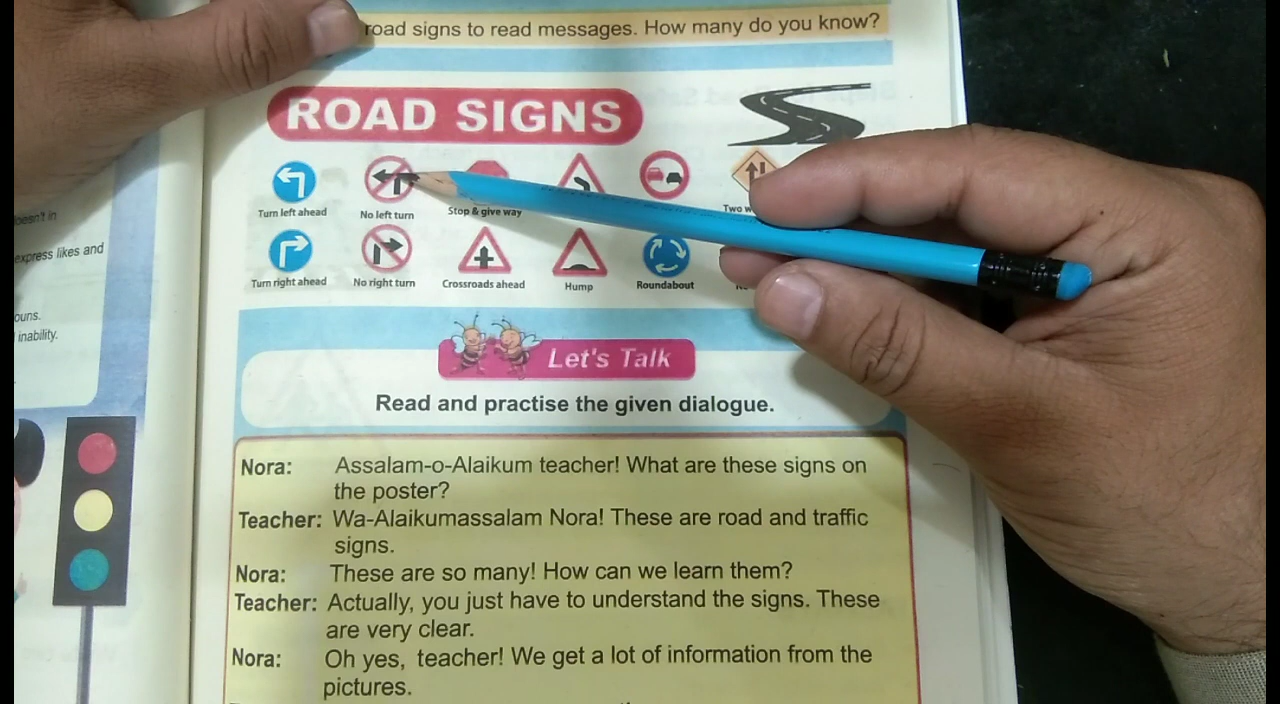 road signs to read messages. How many do you know?
ROAD SIGNS
Turn left ahead
No left turn
Stop & give way
Two
Turn right ahead
No right turn
Crossroads ahead
Hump
Roundabout
doesn't in
express likes and
inability.
Let's Talk
Read and practise the given dialogue.
Nora: Assalam-o-Alaikum teacher! What are these signs on
the poster?
Teacher: Wa-Alaikumassalam Nora! These are road and traffic
signs.
Nora: These are so many! How can we learn them?
Teacher: Actually, you just have to understand the signs. These
are very clear.
Nora: Oh yes, teacher! We get a lot of information from the
pictures.